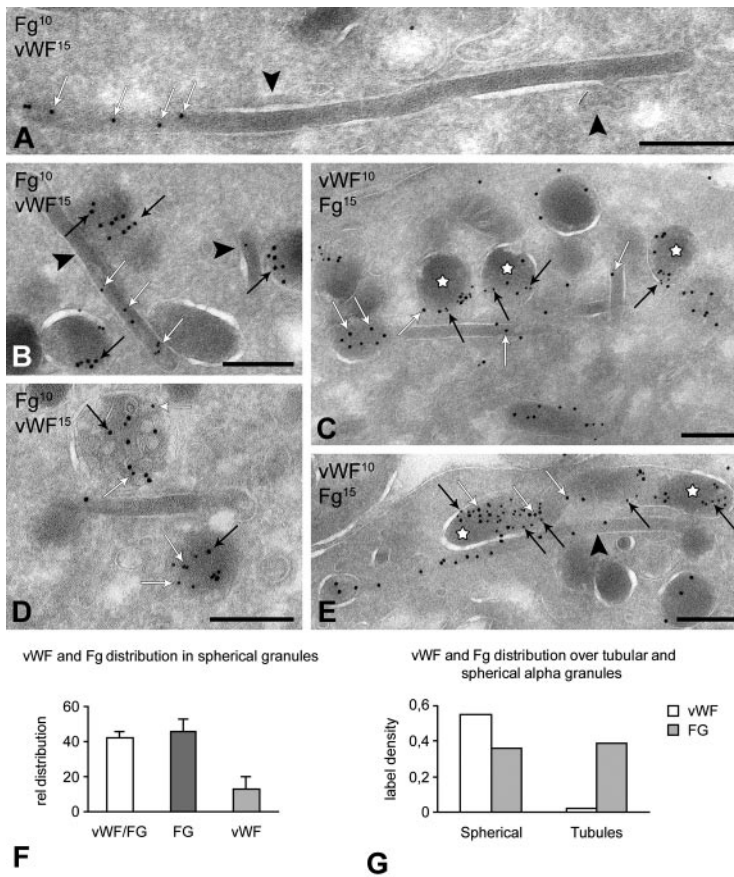 Fg10
vWF15
A
Fg10
vWF15
B
vWF10
Fg15
C
Fg10
vWF15
D
vWF10
Fg15
E
vWF and Fg distribution in spherical granules
rel distribution
60
40
20
0
vWF/FG FG vWF
F
vWF and Fg distribution over tubular and
spherical alpha granules
label density
0,6
0,4
0,2
0
Spherical Tubules
vWF
FG
G